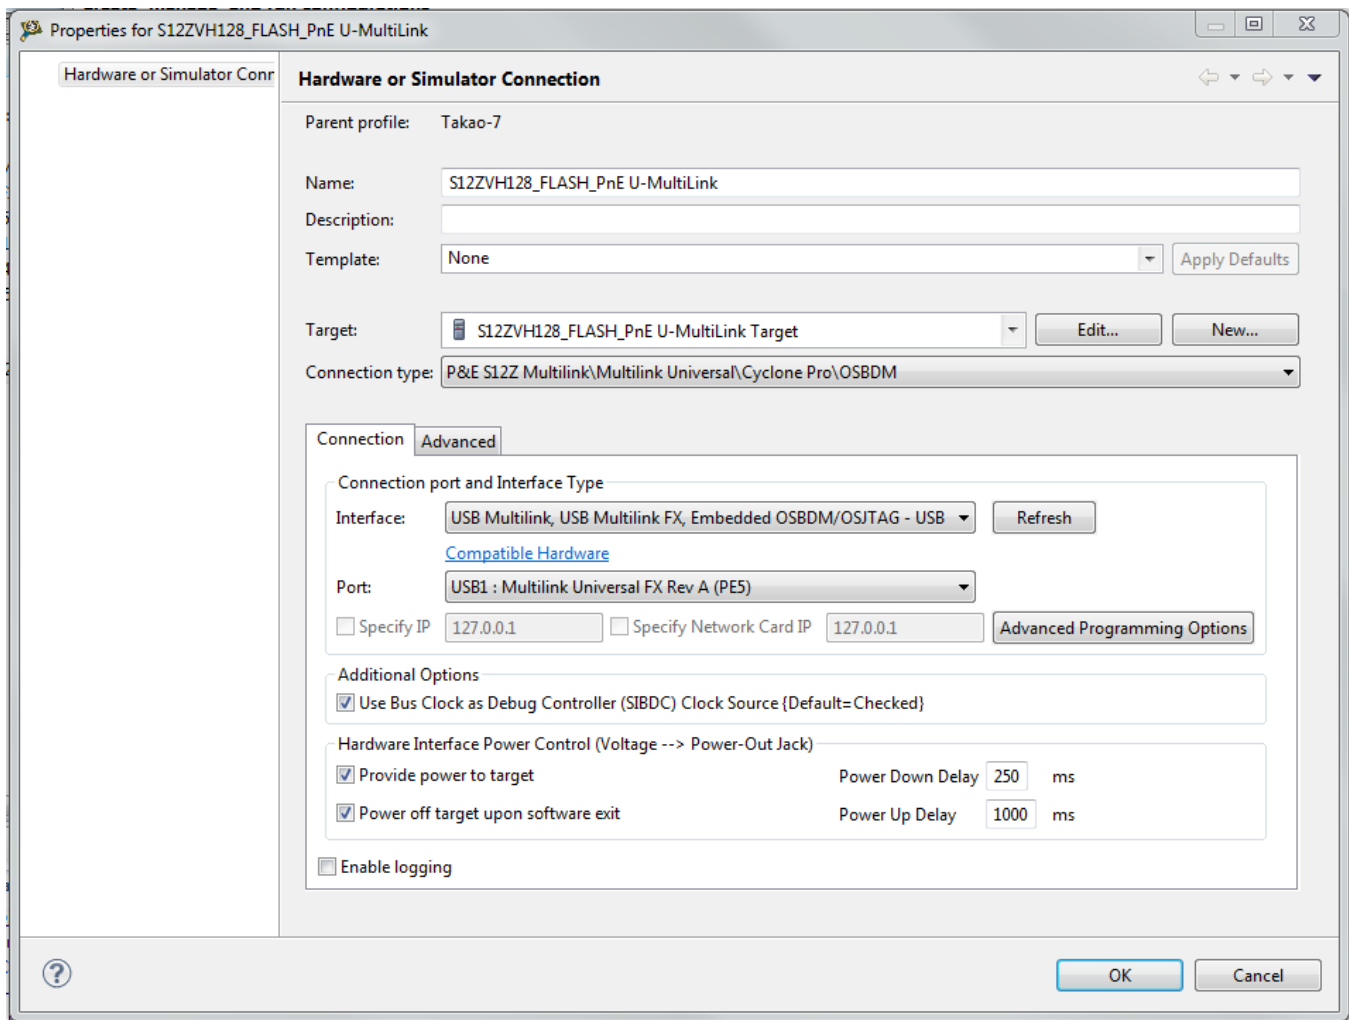 Properties for S12ZVH128_FLASH_PnE U-MultiLink
Hardware or Simulator Conn
Hardware or Simulator Connection
Parent profile: Takao-7
Name: S12ZVH128_FLASH_PnE U-MultiLink
Description:
Template: None Apply Defaults
Target: S12ZVH128_FLASH_PnE U-MultiLink Target Edit... New...
Connection type: P&E S12Z Multilink\Multilink Universal\Cyclone Pro\OSBDM
Connection Advanced
Connection port and Interface Type
Interface: USB Multilink, USB Multilink FX, Embedded OSBDM/OSJTAG - USB Refresh
Compatible Hardware
Port: USB1 : Multilink Universal FX Rev A (PE5)
Specify IP 127.0.0.1 Specify Network Card IP 127.0.0.1 Advanced Programming Options
Additional Options
Use Bus Clock as Debug Controller (SIBDC) Clock Source {Default=Checked}
Hardware Interface Power Control (Voltage --> Power-Out Jack)
Provide power to target Power Down Delay 250 ms
Power off target upon software exit Power Up Delay 1000 ms
Enable logging
OK Cancel